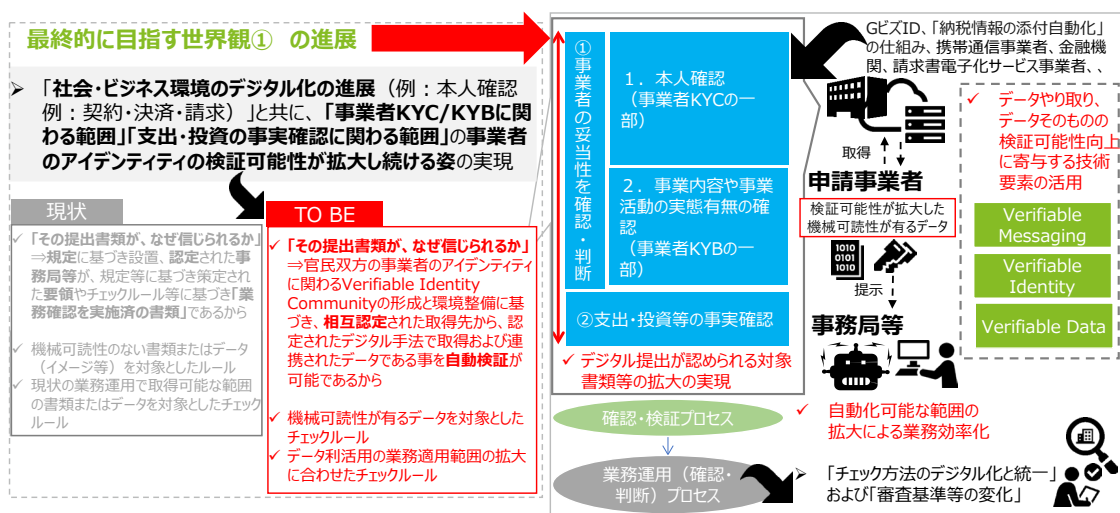 最終的に目指す世界観① の進展
➢ 「社会・ビジネス環境のデジタル化の進展（例：本人確認
例：契約・決済・請求）」と共に、「事業者KYC/KYBに関
わる範囲」「支出・投資の事実確認に関わる範囲」の事業者
のアイデンティティの検証可能性が拡大し続ける姿の実現
現状
✓ 「その提出書類が、なぜ信じられるか」
⇒規定に基づき設置、認定された事
務局等が、規定等に基づき策定され
た要領やチェックルール等に基づき「業
務確認を実施済の書類」であるから
✓ 機械可読性のない書類またはデータ
（イメージ等）を対象としたルール
✓ 現状の業務運用で取得可能な範囲
の書類またはデータを対象としたチェック
ルール
TO BE
✓ 「その提出書類が、なぜ信じられるか」
⇒官民双方の事業者のアイデンティティ
に関わるVerifiable Identity
Communityの形成と環境整備に基
づき、相互認定された取得先から、認
定されたデジタル手法で取得および連
携されたデータである事を自動検証が
可能であるから
✓ 機械可読性が有るデータを対象とした
チェックルール
✓ データ利活用の業務適用範囲の拡大
に合わせたチェックルール
①事業者の妥当性を確認・判断
１．本人確認
（事業者KYCの一
部）
２．事業内容や事業
活動の実態有無の確
認
（事業者KYBの一
部）
②支出・投資等の事実確認
✓ デジタル提出が認められる対象
書類等の拡大の実現
確認・検証プロセス
業務運用（確認・
判断）プロセス
GビズID、「納税情報の添付自動化」
の仕組み、携帯通信事業者、金融機
関、請求書電子化サービス事業者、、
取得
申請事業者
検証可能性が拡大した
機械可読性が有るデータ
1010
0101
1010
提示
事務局等
✓ データやり取り、
データそのものの
検証可能性向上
に寄与する技術
要素の活用
Verifiable
Messaging
Verifiable
Identity
Verifiable Data
✓ 自動化可能な範囲の
拡大による業務効率化
➢ 「チェック方法のデジタル化と統一」
および「審査基準等の変化」